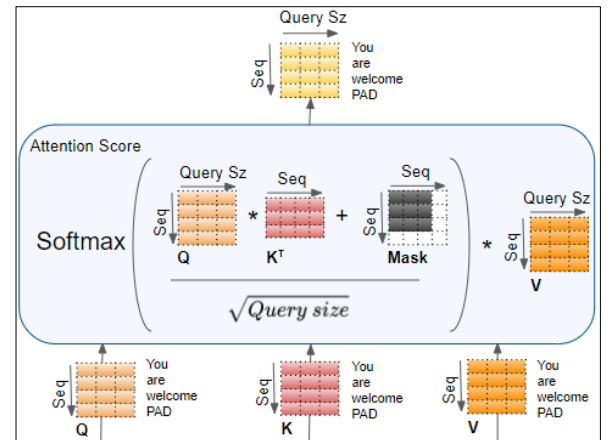 Query Sz
Seq
You
are
welcome
PAD
Attention Score
Query Sz
Seq
Seq
Query Sz
Seq
Seq
Softmax
*
+
*
Seq
Q
Kᵀ
Mask
V
√Query size
Seq
You
are
welcome
PAD
Q
Seq
You
are
welcome
PAD
K
Seq
You
are
welcome
PAD
V